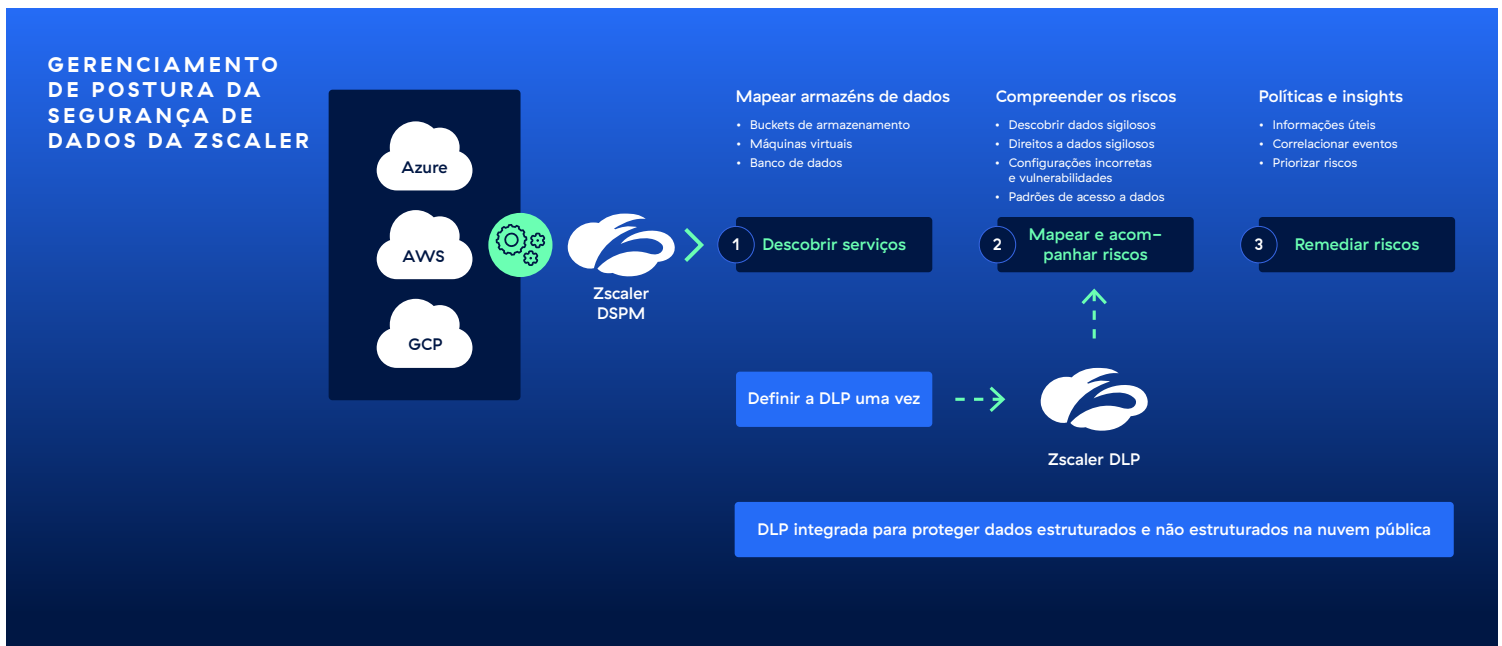 GERENCIAMENTO
DE POSTURA DA
SEGURANÇA DE
DADOS DA ZSCALER
Azure
AWS
GCP
Zscaler
DSPM
Mapear armazéns de dados
• Buckets de armazenamento
• Máquinas virtuais
• Banco de dados
1 Descobrir serviços
Compreender os riscos
• Descobrir dados sigilosos
• Direitos a dados sigilosos
• Configurações incorretas
e vulnerabilidades
• Padrões de acesso a dados
2 Mapear e acom-
panhar riscos
Políticas e insights
• Informações úteis
• Correlacionar eventos
• Priorizar riscos
3 Remediar riscos
Definir a DLP uma vez
Zscaler DLP
DLP integrada para proteger dados estruturados e não estruturados na nuvem pública